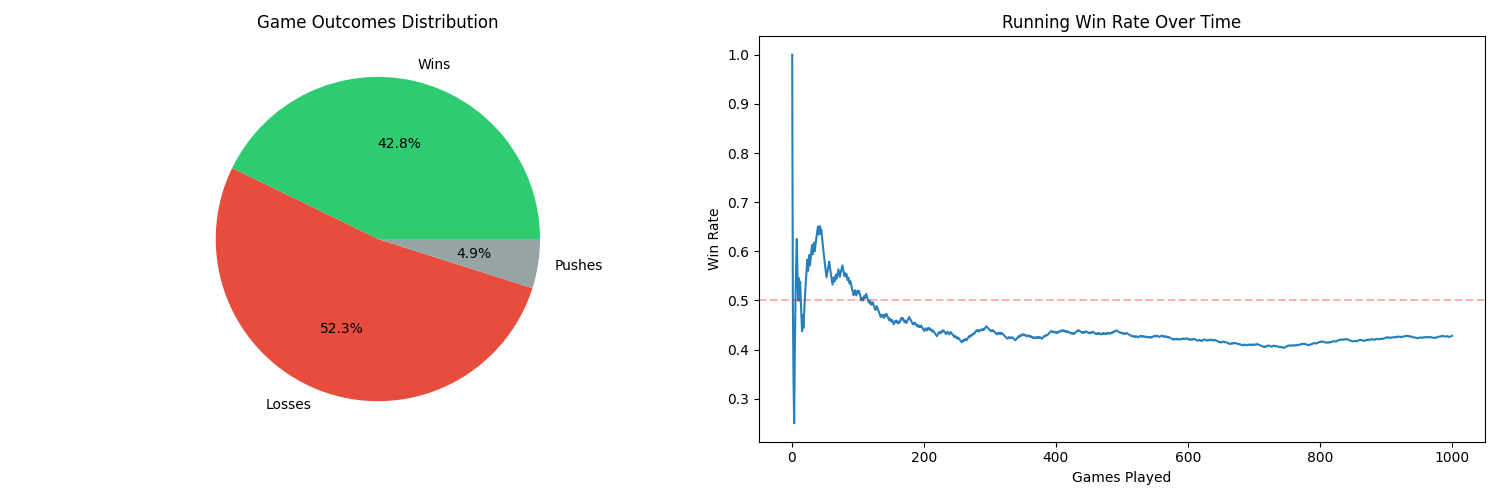 Game Outcomes Distribution
Wins
42.8%
4.9%
Pushes
52.3%
Losses
Running Win Rate Over Time
Win Rate
1.0
0.9
0.8
0.7
0.6
0.5
0.4
0.3
0 200 400 600 800 1000
Games Played